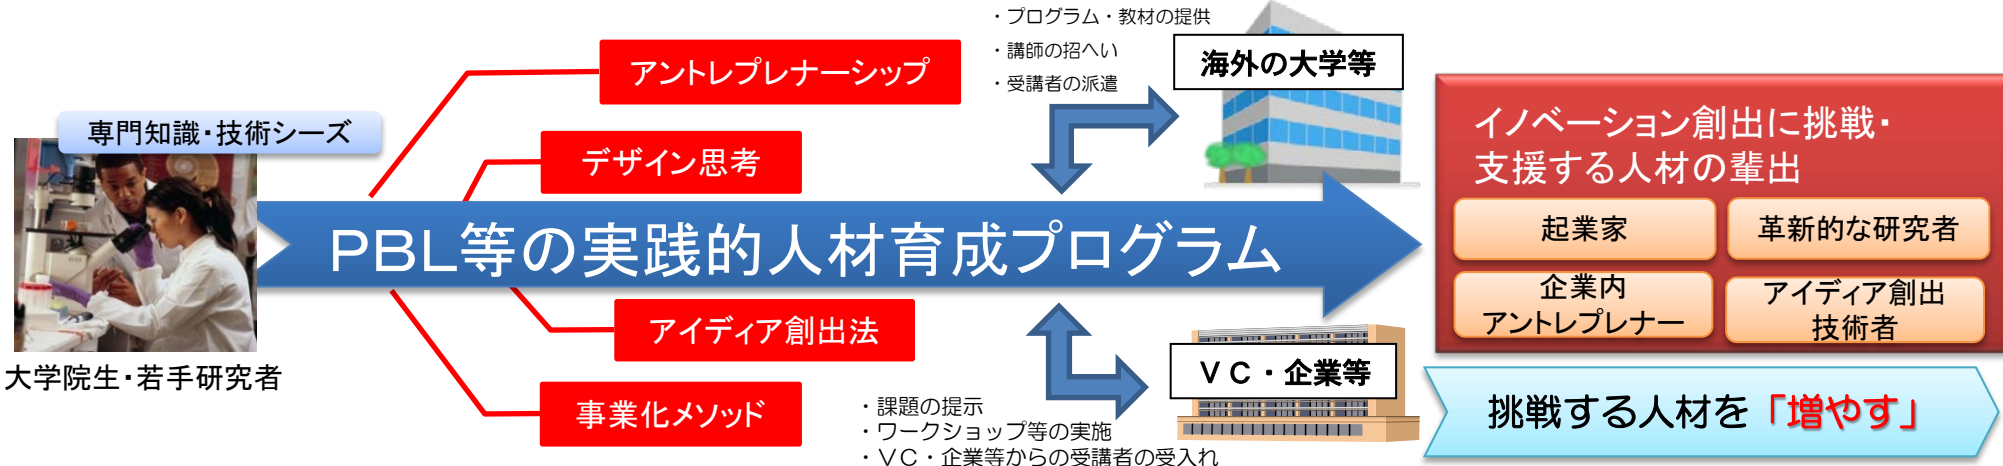 専門知識・技術シーズ
大学院生・若手研究者
アントレプレナーシップ
デザイン思考
PBL等の実践的人材育成プログラム
アイディア創出法
事業化メソッド
・プログラム・教材の提供
・講師の招へい
・受講者の派遣
海外の大学等
VC・企業等
・課題の提示
・ワークショップ等の実施
・VC・企業等からの受講者の受入れ
イノベーション創出に挑戦・
支援する人材の輩出
起業家
革新的な研究者
企業内
アントレプレナー
アイディア創出
技術者
挑戦する人材を「増やす」